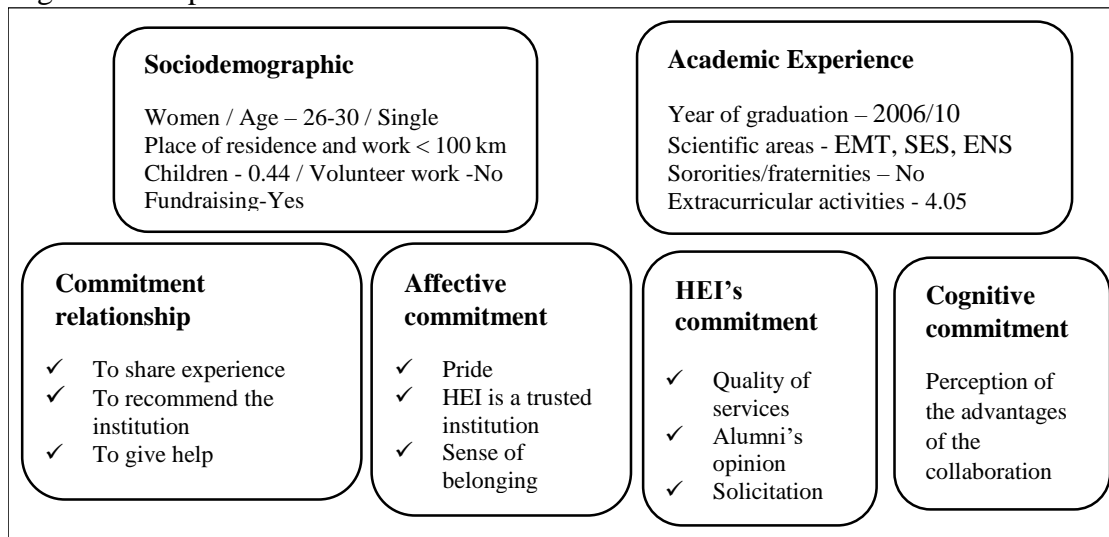 Sociodemographic
Women / Age – 26-30 / Single
Place of residence and work < 100 km
Children - 0.44 / Volunteer work -No
Fundraising-Yes
Academic Experience
Year of graduation – 2006/10
Scientific areas - EMT, SES, ENS
Sororities/fraternities – No
Extracurricular activities - 4.05
Commitment
relationship
✓ To share experience
✓ To recommend the
institution
✓ To give help
Affective
commitment
✓ Pride
✓ HEI is a trusted
institution
✓ Sense of
belonging
HEI's
commitment
✓ Quality of
services
✓ Alumni's
opinion
✓ Solicitation
Cognitive
commitment
Perception of
the advantages
of the
collaboration